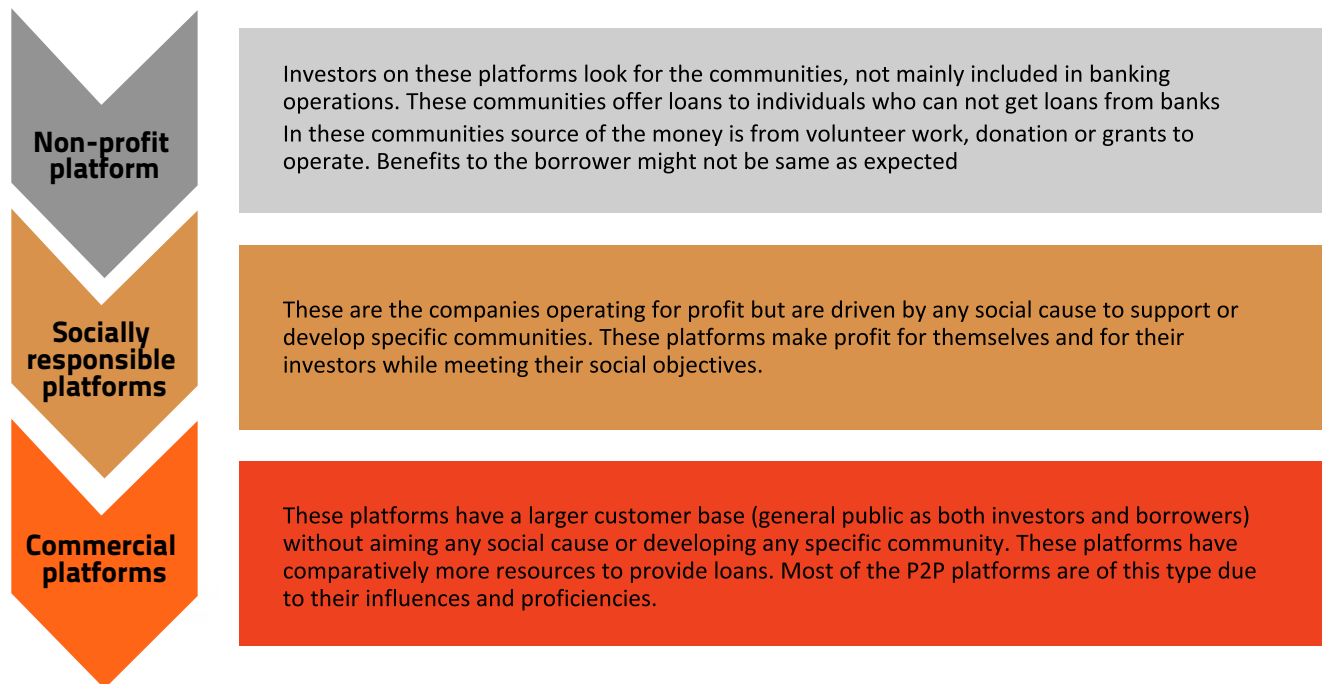 Non-profit
platform
Investors on these platforms look for the communities, not mainly included in banking
operations. These communities offer loans to individuals who can not get loans from banks
In these communities source of the money is from volunteer work, donation or grants to
operate. Benefits to the borrower might not be same as expected
Socially
responsible
platforms
These are the companies operating for profit but are driven by any social cause to support or
develop specific communities. These platforms make profit for themselves and for their
investors while meeting their social objectives.
Commercial
platforms
These platforms have a larger customer base (general public as both investors and borrowers)
without aiming any social cause or developing any specific community. These platforms have
comparatively more resources to provide loans. Most of the P2P platforms are of this type due
to their influences and proficiencies.